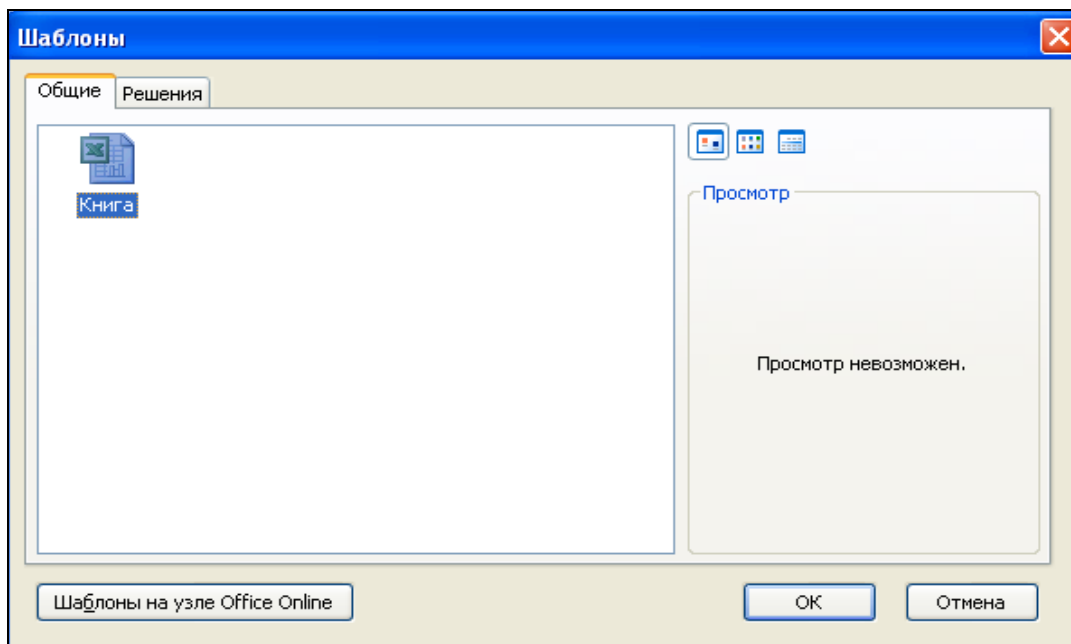 Шаблоны
Общие
Решения
Книга
Просмотр
Просмотр невозможен.
Шаблоны на узле Office Online
ОК
Отмена